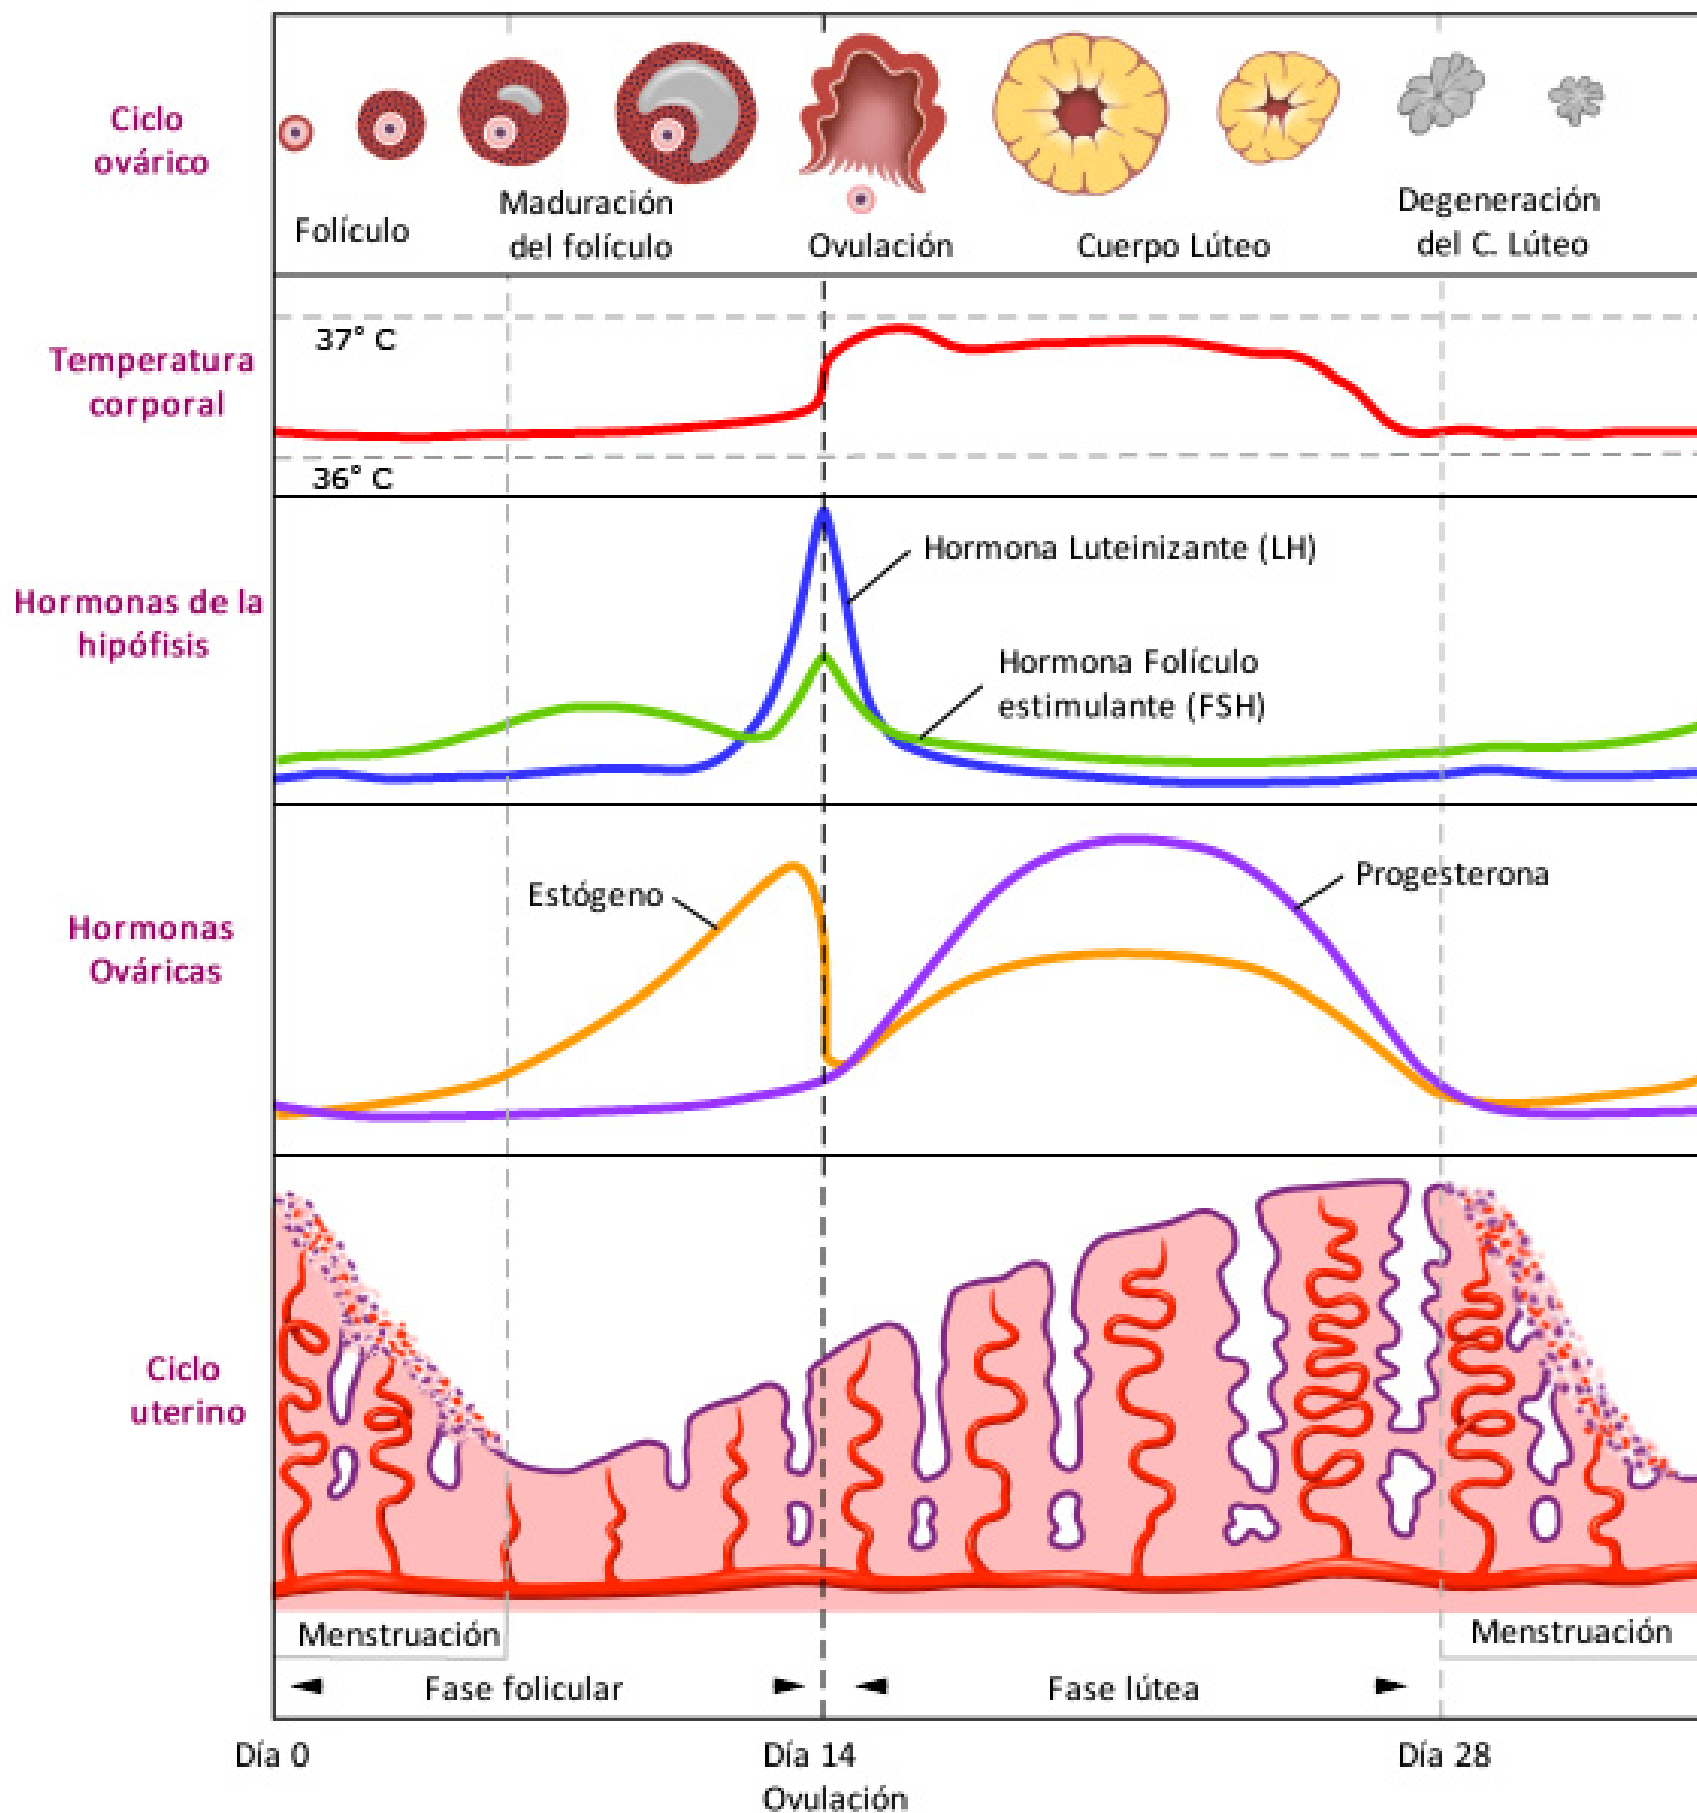 Ciclo
ovárico
Folículo
Maduración
del folículo
Ovulación
Cuerpo Lúteo
Degeneración
del C. Lúteo
Temperatura
corporal
37° C
36° C
Hormonas de la
hipófisis
Hormona Luteinizante (LH)
Hormona Folículo
estimulante (FSH)
Hormonas
Ováricas
Estógeno
Progesterona
Ciclo
uterino
Menstruación
Menstruación
Fase folicular
Fase lútea
Día 0
Día 14
Ovulación
Día 28